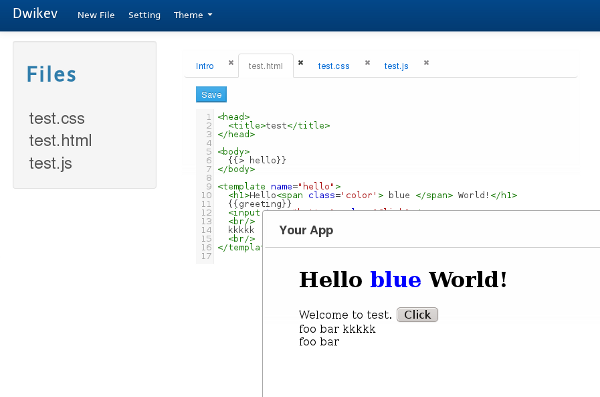 Dwikev New File Setting Theme
Files
test.css
test.html
test.js
Intro × test.html × test.css × test.js ×
Save
1 <head>
2 <title>test</title>
3 </head>
4
5 <body>
6 {{> hello}}
7 </body>
8
9 <template name="hello">
10 <h1>Hello<span class='color'> blue </span> World!</h1>
11 {{greeting}}
12 <input
13 <br/>
14 kkkkk
15 <br/>
16 </templat
17
Your App
Hello blue World!
Welcome to test. Click
foo bar kkkkk
foo bar